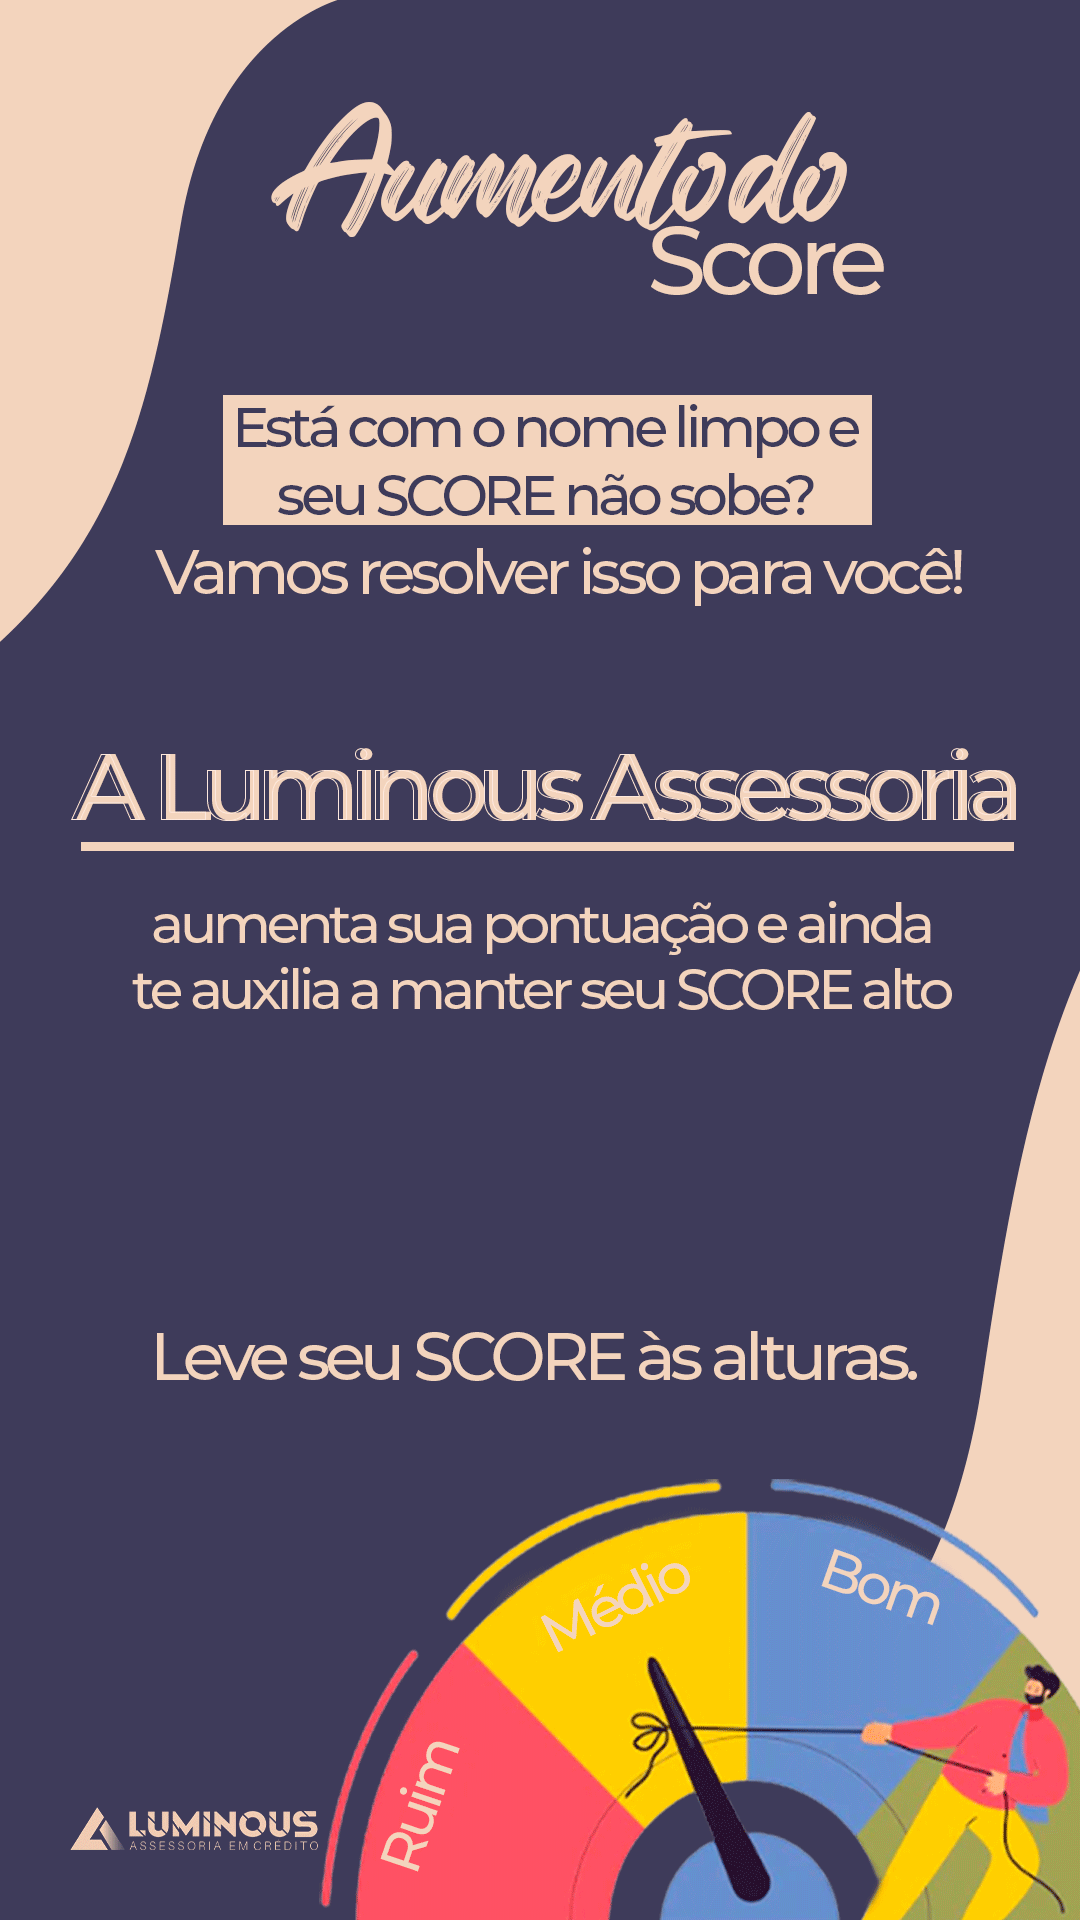 Aumento do
Score
Está com o nome limpo e
seu SCORE não sobe?
Vamos resolver isso para você!
A Luminous Assessoria
aumenta sua pontuação e ainda
te auxilia a manter seu SCORE alto
Leve seu SCORE às alturas.
Médio
Bom
Ruim
LUMINOUS
ASSESSORIA EM CRÉDITO